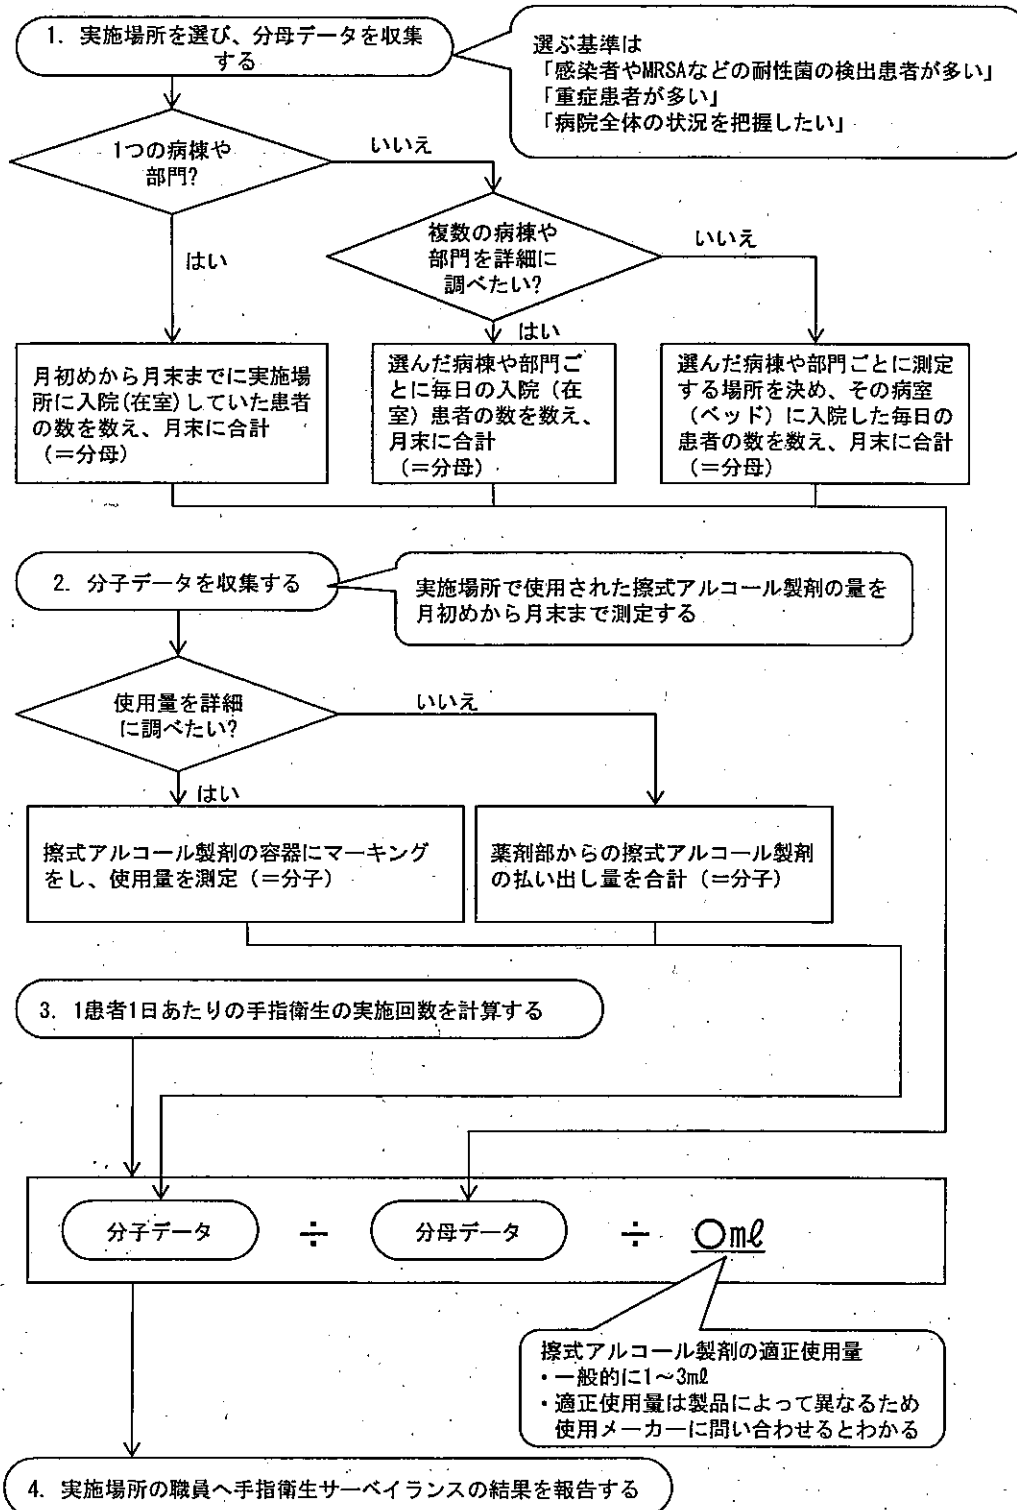 1. 実施場所を選び、分母データを収集
する
選ぶ基準は
「感染者やMRSAなどの耐性菌の検出患者が多い」
「重症患者が多い」
「病院全体の状況を把握したい」
1つの病棟や
部門?
いいえ
はい
複数の病棟や
部門を詳細に
調べたい?
いいえ
はい
月初めから月末までに実施場
所に入院(在室)していた患者
の数を数え、月末に合計
(=分母)
選んだ病棟や部門ご
とに毎日の入院(在
室)患者の数を数え、
月末に合計
(=分母)
選んだ病棟や部門ごとに測定
する場所を決め、その病室
(ベッド)に入院した毎日の
患者の数を数え、月末に合計
(=分母)
2. 分子データを収集する
実施場所で使用された擦式アルコール製剤の量を
月初めから月末まで測定する
使用量を詳細
に調べたい?
いいえ
はい
擦式アルコール製剤の容器にマーキング
をし、使用量を測定(=分子)
薬剤部からの擦式アルコール製剤
の払い出し量を合計(=分子)
3. 1患者1日あたりの手指衛生の実施回数を計算する
分子データ ÷ 分母データ ÷ ○mℓ
擦式アルコール製剤の適正使用量
・一般的に1～3mℓ
・適正使用量は製品によって異なるため
使用メーカーに問い合わせるとわかる
4. 実施場所の職員へ手指衛生サーベイランスの結果を報告する